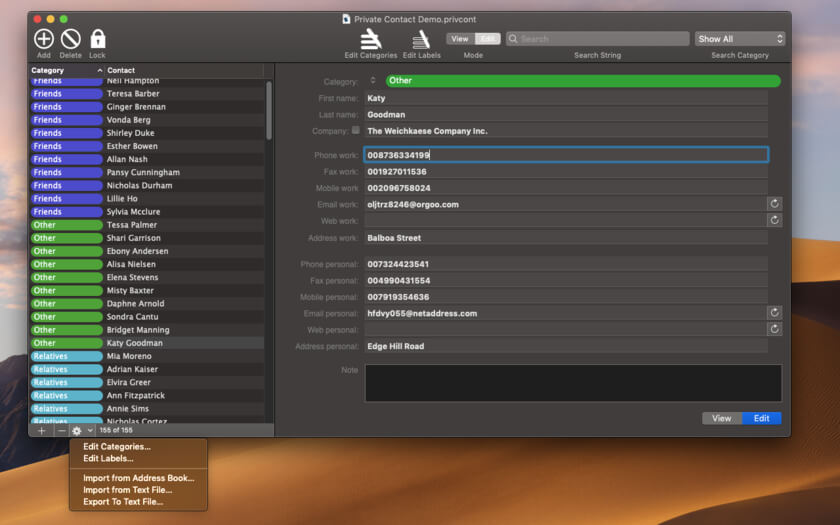 Private Contact Demo.privcont
Add Delete Lock
Edit Categories Edit Labels
View Edit
Mode
Search
Search String
Show All
Search Category
Category Contact
Friends Neil Hampton
Friends Teresa Barber
Friends Ginger Brennan
Friends Vonda Berg
Friends Shirley Duke
Friends Esther Bowen
Friends Allan Nash
Friends Pansy Cunningham
Friends Nicholas Durham
Friends Lillie Ho
Friends Sylvia Mcclure
Other Tessa Palmer
Other Shari Garrison
Other Ebony Andersen
Other Alisa Nielsen
Other Elena Stevens
Other Misty Baxter
Other Daphne Arnold
Other Sondra Cantu
Other Bridget Manning
Other Katy Goodman
Relatives Mia Moreno
Relatives Adrian Kaiser
Relatives Elvira Greer
Relatives Ann Fitzpatrick
Relatives Annie Sims
Relatives Nicholas Cortez
155 of 155
Edit Categories...
Edit Labels...
Import from Address Book...
Import from Text File...
Export To Text File...
Category: Other
First name: Katy
Last name: Goodman
Company: The Weichkaese Company Inc.
Phone work: 008736334199
Fax work: 001927011536
Mobile work 002096758024
Email work: oljtrz8246@orgoo.com
Web work:
Address work: Balboa Street
Phone personal: 007324423541
Fax personal: 004990431554
Mobile personal: 007919354636
Email personal: hfdvy055@netaddress.com
Web personal:
Address personal: Edge Hill Road
Note
View Edit